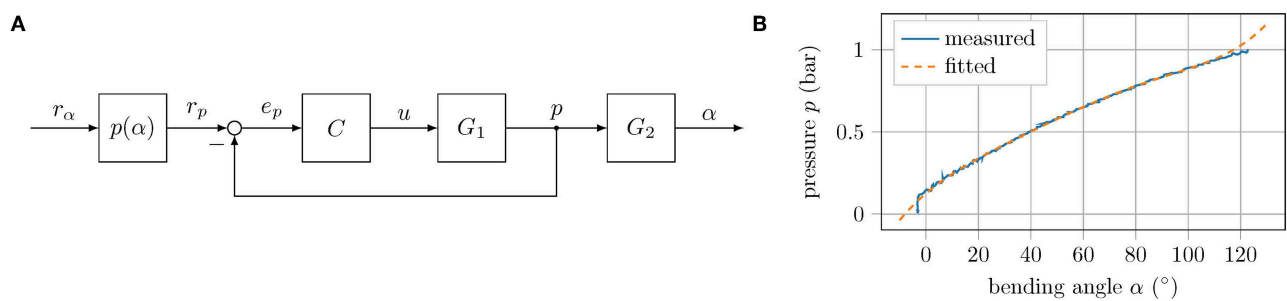 A
r_α
p(α)
r_p
e_p
C
u
G_1
p
G_2
α
−
B
measured
fitted
pressure p (bar)
1
0.5
0
0 20 40 60 80 100 120
bending angle α (°)